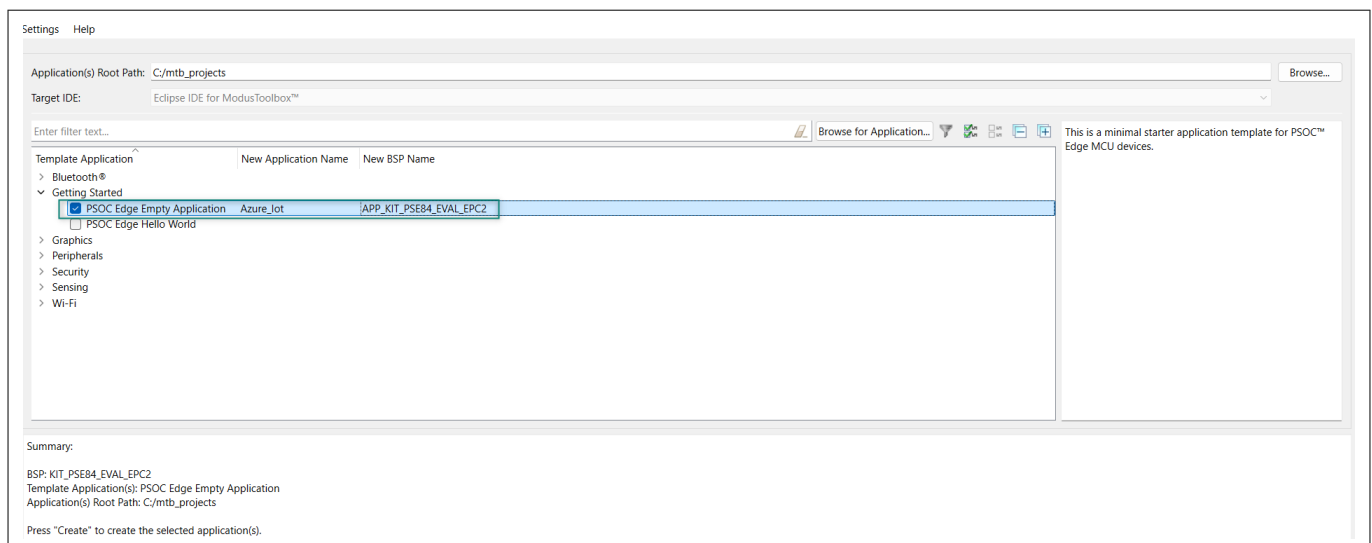 Settings Help
Application(s) Root Path: C:/mtb_projects Browse...
Target IDE: Eclipse IDE for ModusToolbox™
Enter filter text... Browse for Application...
This is a minimal starter application template for PSOC™
Edge MCU devices.
Template Application New Application Name New BSP Name
Bluetooth®
Getting Started
PSOC Edge Empty Application Azure_Iot APP_KIT_PSE84_EVAL_EPC2
PSOC Edge Hello World
Graphics
Peripherals
Security
Sensing
Wi-Fi
Summary:
BSP: KIT_PSE84_EVAL_EPC2
Template Application(s): PSOC Edge Empty Application
Application(s) Root Path: C:/mtb_projects
Press "Create" to create the selected application(s).